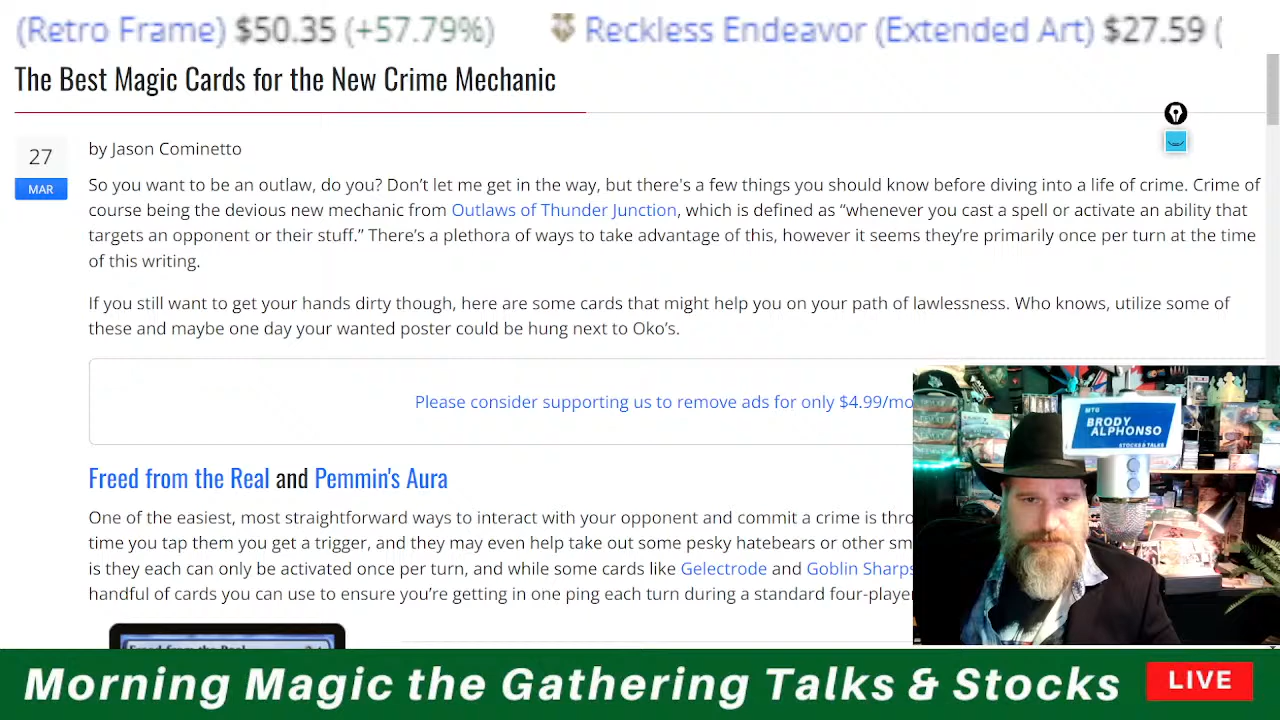 (Retro Frame) $50.35 (+57.79%) Reckless Endeavor (Extended Art) $27.59 (
The Best Magic Cards for the New Crime Mechanic
27
MAR
by Jason Cominetto
So you want to be an outlaw, do you? Don’t let me get in the way, but there's a few things you should know before diving into a life of crime. Crime of
course being the devious new mechanic from Outlaws of Thunder Junction, which is defined as “whenever you cast a spell or activate an ability that
targets an opponent or their stuff.” There’s a plethora of ways to take advantage of this, however it seems they’re primarily once per turn at the time
of this writing.
If you still want to get your hands dirty though, here are some cards that might help you on your path of lawlessness. Who knows, utilize some of
these and maybe one day your wanted poster could be hung next to Oko’s.
Please consider supporting us to remove ads for only $4.99/mo
Freed from the Real and Pemmin's Aura
One of the easiest, most straightforward ways to interact with your opponent and commit a crime is thro
time you tap them you get a trigger, and they may even help take out some pesky hatebears or other sm
is they each can only be activated once per turn, and while some cards like Gelectrode and Goblin Sharps
handful of cards you can use to ensure you’re getting in one ping each turn during a standard four-player
Freed from the Real
MTG
BRODY
ALPHONSO
STOCKS & TALKS
Morning Magic the Gathering Talks & Stocks
LIVE